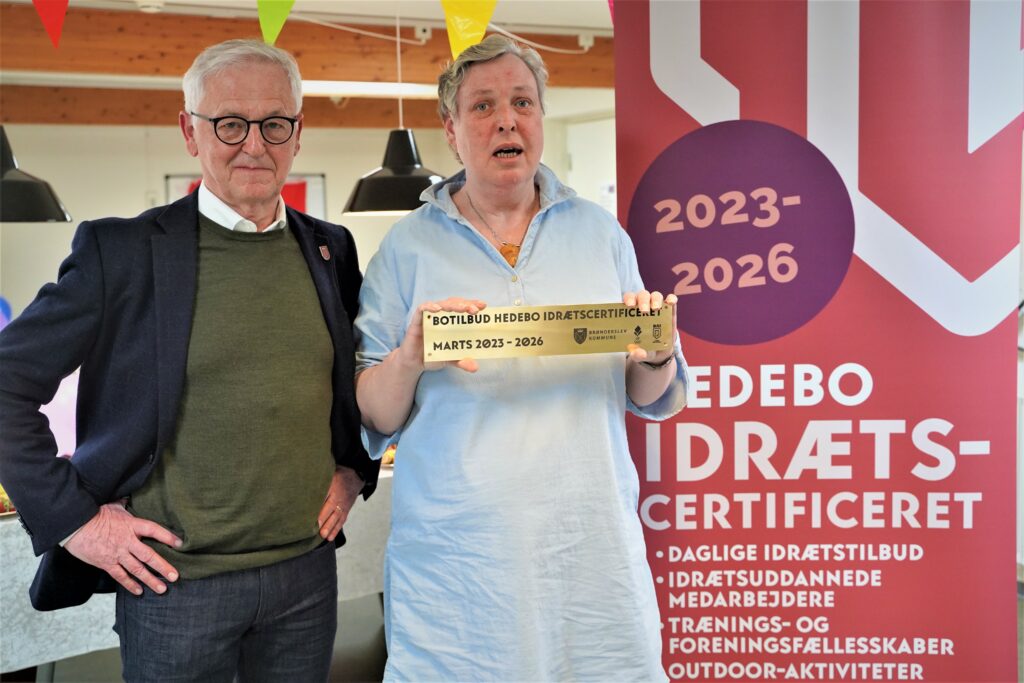 BOTILBUD HEDEBO IDRÆTSCERTIFICERET
MARTS 2023 - 2026
BRØNDERSLEV
KOMMUNE
2023-
2026
HEDEBO
IDRÆTS-
CERTIFICERET
• DAGLIGE IDRÆTSTILBUD
• IDRÆTSUDDANNEDE
MEDARBEJDERE
• TRÆNINGS- OG
FORENINGSFÆLLESSKABER
• OUTDOOR-AKTIVITETER